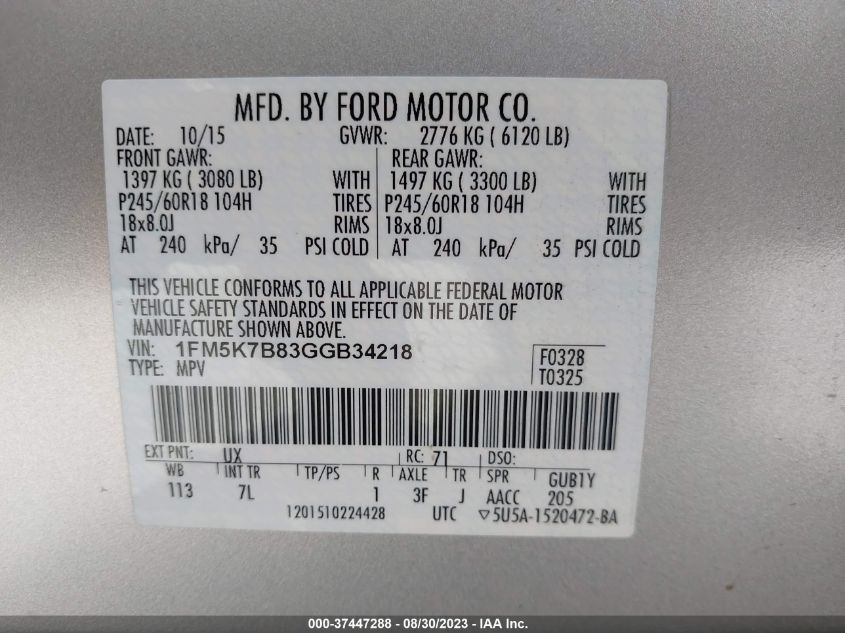 MFD. BY FORD MOTOR CO.
DATE: 10/15 GVWR: 2776 KG ( 6120 LB)
FRONT GAWR: REAR GAWR:
1397 KG ( 3080 LB) WITH 1497 KG ( 3300 LB) WITH
P245/60R18 104H TIRES P245/60R18 104H TIRES
18x8.0J RIMS 18x8.0J RIMS
AT 240 kPa/ 35 PSI COLD AT 240 kPa/ 35 PSI COLD
THIS VEHICLE CONFORMS TO ALL APPLICABLE FEDERAL MOTOR
VEHICLE SAFETY STANDARDS IN EFFECT ON THE DATE OF
MANUFACTURE SHOWN ABOVE.
VIN: 1FM5K7B83GGB34218 F0328
TYPE: MPV T0325
EXT PNT: UX RC: 71 DSO:
WB INT TR TP/PS R AXLE TR SPR GUB1Y
113 7L 1 3F J AACC 205
1201510224428 UTC ▽5U5A-1520472-BA
000-37447288 - 08/30/2023 - IAA Inc.